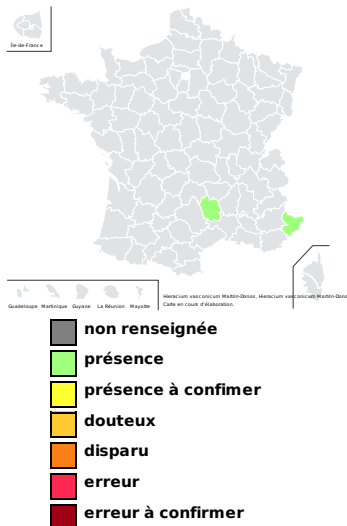 Île-de-France
Guadeloupe Martinique Guyane La Réunion Mayotte
Hieracium vasconicum Martin-Donos, Hieracium vasconicum Martin-Donos
Carte en cours d'élaboration.
non renseignée
présence
présence à confimer
douteux
disparu
erreur
erreur à confirmer